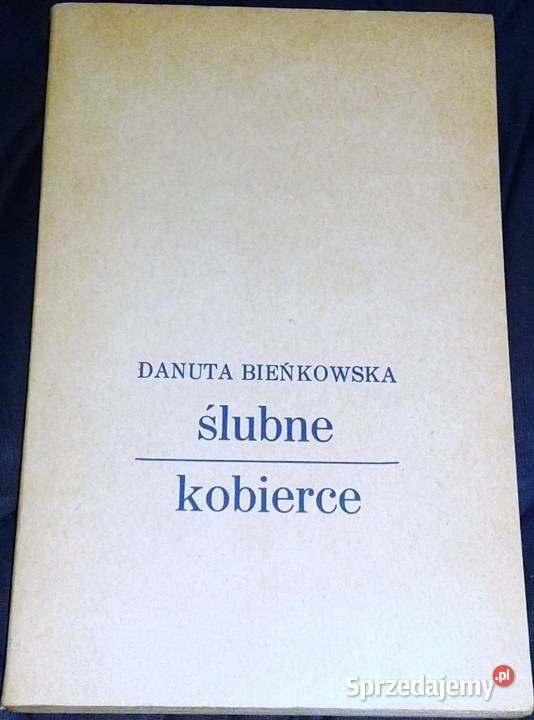 DANUTA BIEŃKOWSKA
ślubne
kobierce
Sprzedajemy.pl